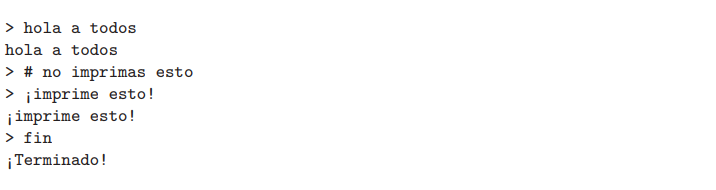 > hola a todos
hola a todos
> # no imprimas esto
> ¡imprime esto!
¡imprime esto!
> fin
¡Terminado!